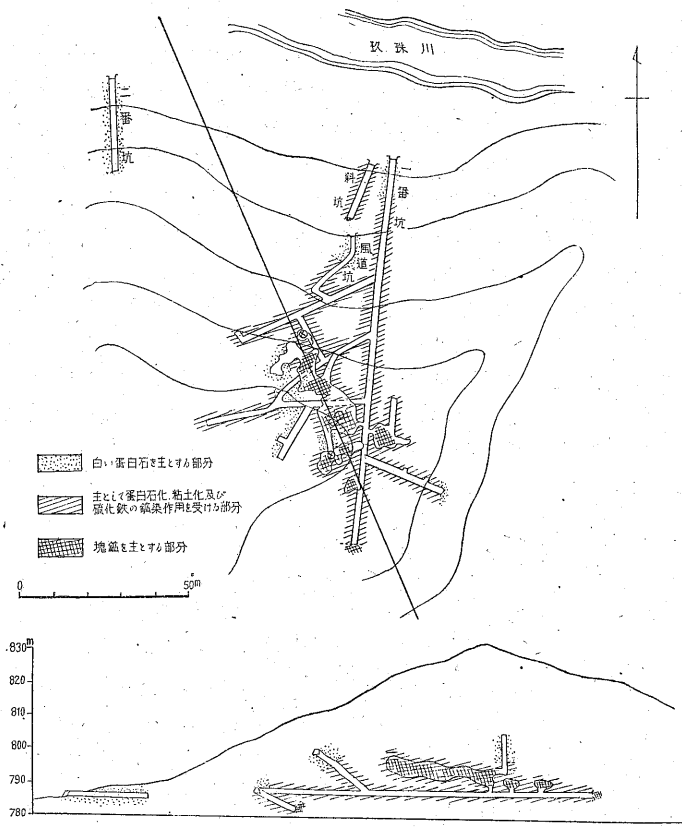 玖珠川
二番坑
斜坑
一番坑
風道坑
白い蛋白石を主とする部分
主として蛋白石化、粘土化及び
硫化鉄の鉱染作用を受ける部分
塊鉱を主とする部分
0 50m
830m
820
810
800
790
780